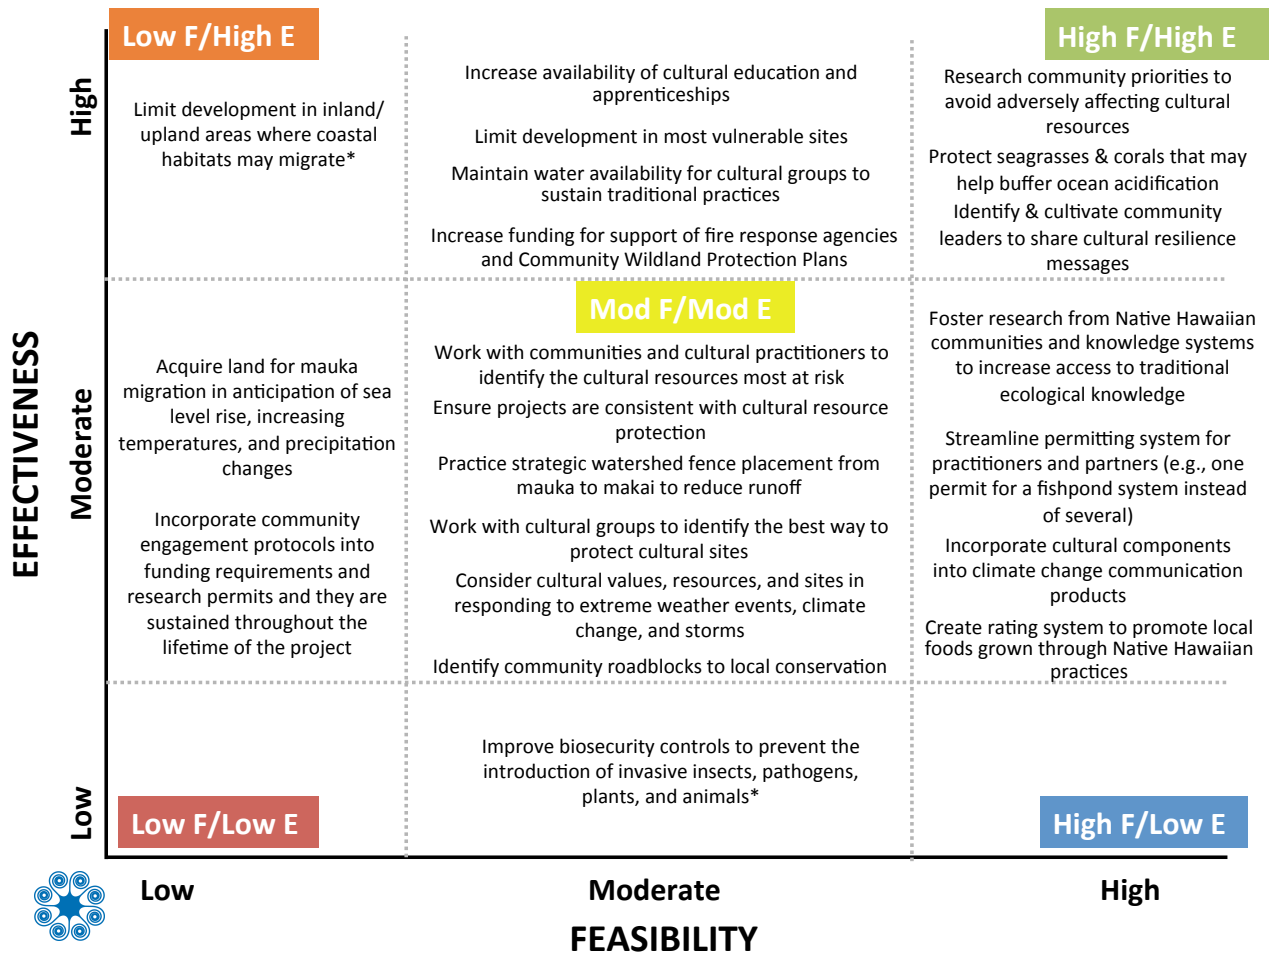 Low F/High E
High F/High E
High
Limit development in inland/
upland areas where coastal
habitats may migrate*
Increase availability of cultural education and
apprenticeships
Limit development in most vulnerable sites
Maintain water availability for cultural groups to
sustain traditional practices
Increase funding for support of fire response agencies
and Community Wildland Protection Plans
Research community priorities to
avoid adversely affecting cultural
resources
Protect seagrasses & corals that may
help buffer ocean acidification
Identify & cultivate community
leaders to share cultural resilience
messages
EFFECTIVENESS
Moderate
Acquire land for mauka
migration in anticipation of sea
level rise, increasing
temperatures, and precipitation
changes
Incorporate community
engagement protocols into
funding requirements and
research permits and they are
sustained throughout the
lifetime of the project
Mod F/Mod E
Work with communities and cultural practitioners to
identify the cultural resources most at risk
Ensure projects are consistent with cultural resource
protection
Practice strategic watershed fence placement from
mauka to makai to reduce runoff
Work with cultural groups to identify the best way to
protect cultural sites
Consider cultural values, resources, and sites in
responding to extreme weather events, climate
change, and storms
Identify community roadblocks to local conservation
Foster research from Native Hawaiian
communities and knowledge systems
to increase access to traditional
ecological knowledge
Streamline permitting system for
practitioners and partners (e.g., one
permit for a fishpond system instead
of several)
Incorporate cultural components
into climate change communication
products
Create rating system to promote local
foods grown through Native Hawaiian
practices
Low
Improve biosecurity controls to prevent the
introduction of invasive insects, pathogens,
plants, and animals*
Low F/Low E
High F/Low E
Low
Moderate
High
FEASIBILITY